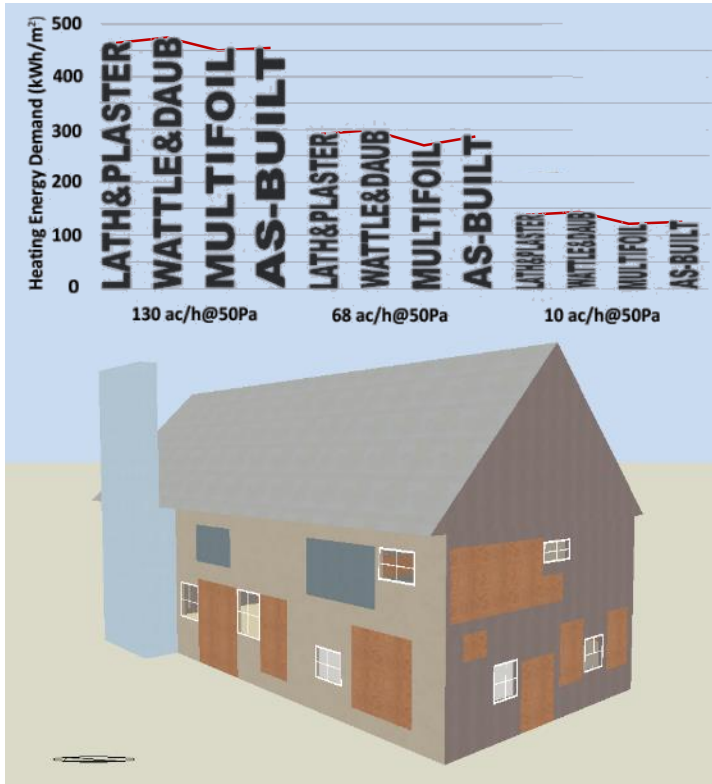 Heating Energy Demand (kWh/m²)
500
400
300
200
100
0
LATH&PLASTER
WATTLE&DAUB
MULTIFOIL
AS-BUILT
LATH&PLASTER
WATTLE&DAUB
MULTIFOIL
AS-BUILT
LATH&PLASTER
WATTLE&DAUB
MULTIFOIL
AS-BUILT
130 ac/h@50Pa
68 ac/h@50Pa
10 ac/h@50Pa